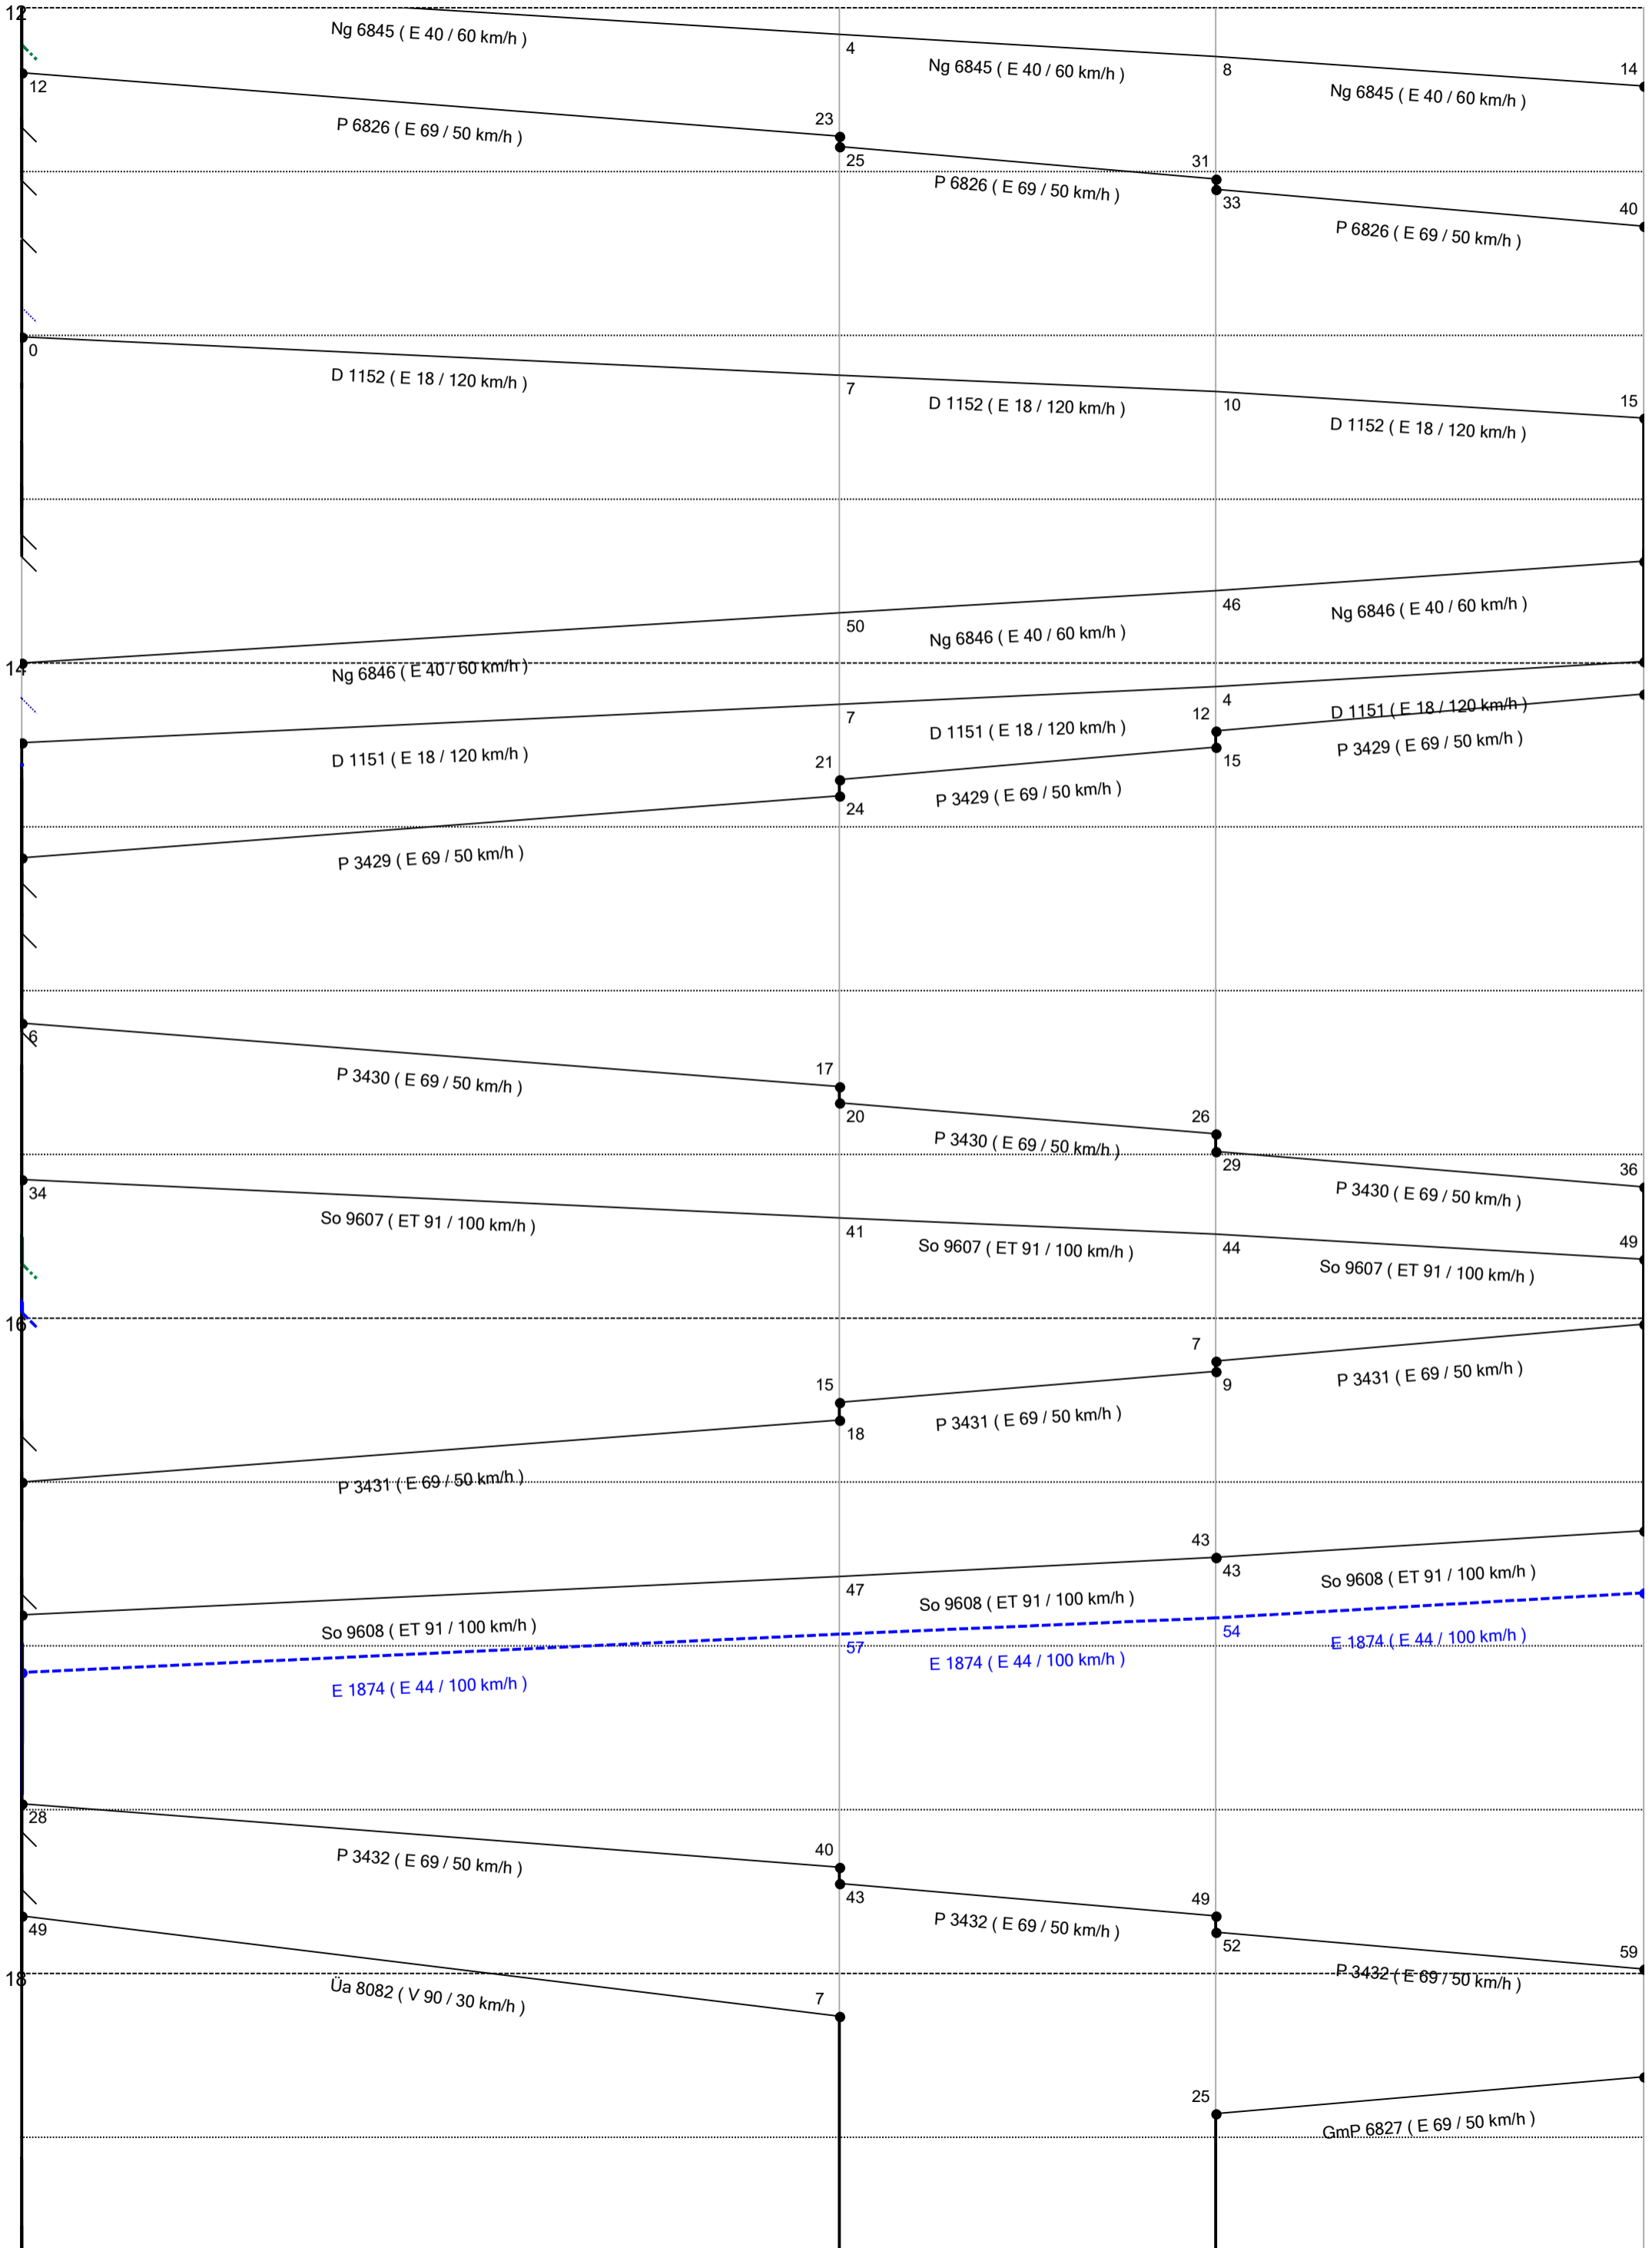 12
Ng 6845 ( E 40 / 60 km/h )
4
Ng 6845 ( E 40 / 60 km/h )
8
Ng 6845 ( E 40 / 60 km/h )
14
12
P 6826 ( E 69 / 50 km/h )
23
25
P 6826 ( E 69 / 50 km/h )
31
33
P 6826 ( E 69 / 50 km/h )
40
0
D 1152 ( E 18 / 120 km/h )
7
D 1152 ( E 18 / 120 km/h )
10
D 1152 ( E 18 / 120 km/h )
15
Ng 6846 ( E 40 / 60 km/h )
50
Ng 6846 ( E 40 / 60 km/h )
46
Ng 6846 ( E 40 / 60 km/h )
14
D 1151 ( E 18 / 120 km/h )
7
D 1151 ( E 18 / 120 km/h )
4
D 1151 ( E 18 / 120 km/h )
P 3429 ( E 69 / 50 km/h )
21
24
P 3429 ( E 69 / 50 km/h )
12
15
P 3429 ( E 69 / 50 km/h )
6
P 3430 ( E 69 / 50 km/h )
17
20
P 3430 ( E 69 / 50 km/h )
26
29
P 3430 ( E 69 / 50 km/h )
36
34
So 9607 ( ET 91 / 100 km/h )
41
So 9607 ( ET 91 / 100 km/h )
44
So 9607 ( ET 91 / 100 km/h )
49
16
P 3431 ( E 69 / 50 km/h )
15
18
P 3431 ( E 69 / 50 km/h )
7
9
P 3431 ( E 69 / 50 km/h )
So 9608 ( ET 91 / 100 km/h )
47
So 9608 ( ET 91 / 100 km/h )
43
43
So 9608 ( ET 91 / 100 km/h )
E 1874 ( E 44 / 100 km/h )
57
E 1874 ( E 44 / 100 km/h )
54
E 1874 ( E 44 / 100 km/h )
28
P 3432 ( E 69 / 50 km/h )
40
43
P 3432 ( E 69 / 50 km/h )
49
52
P 3432 ( E 69 / 50 km/h )
59
49
18
Üa 8082 ( V 90 / 30 km/h )
7
25
GmP 6827 ( E 69 / 50 km/h )